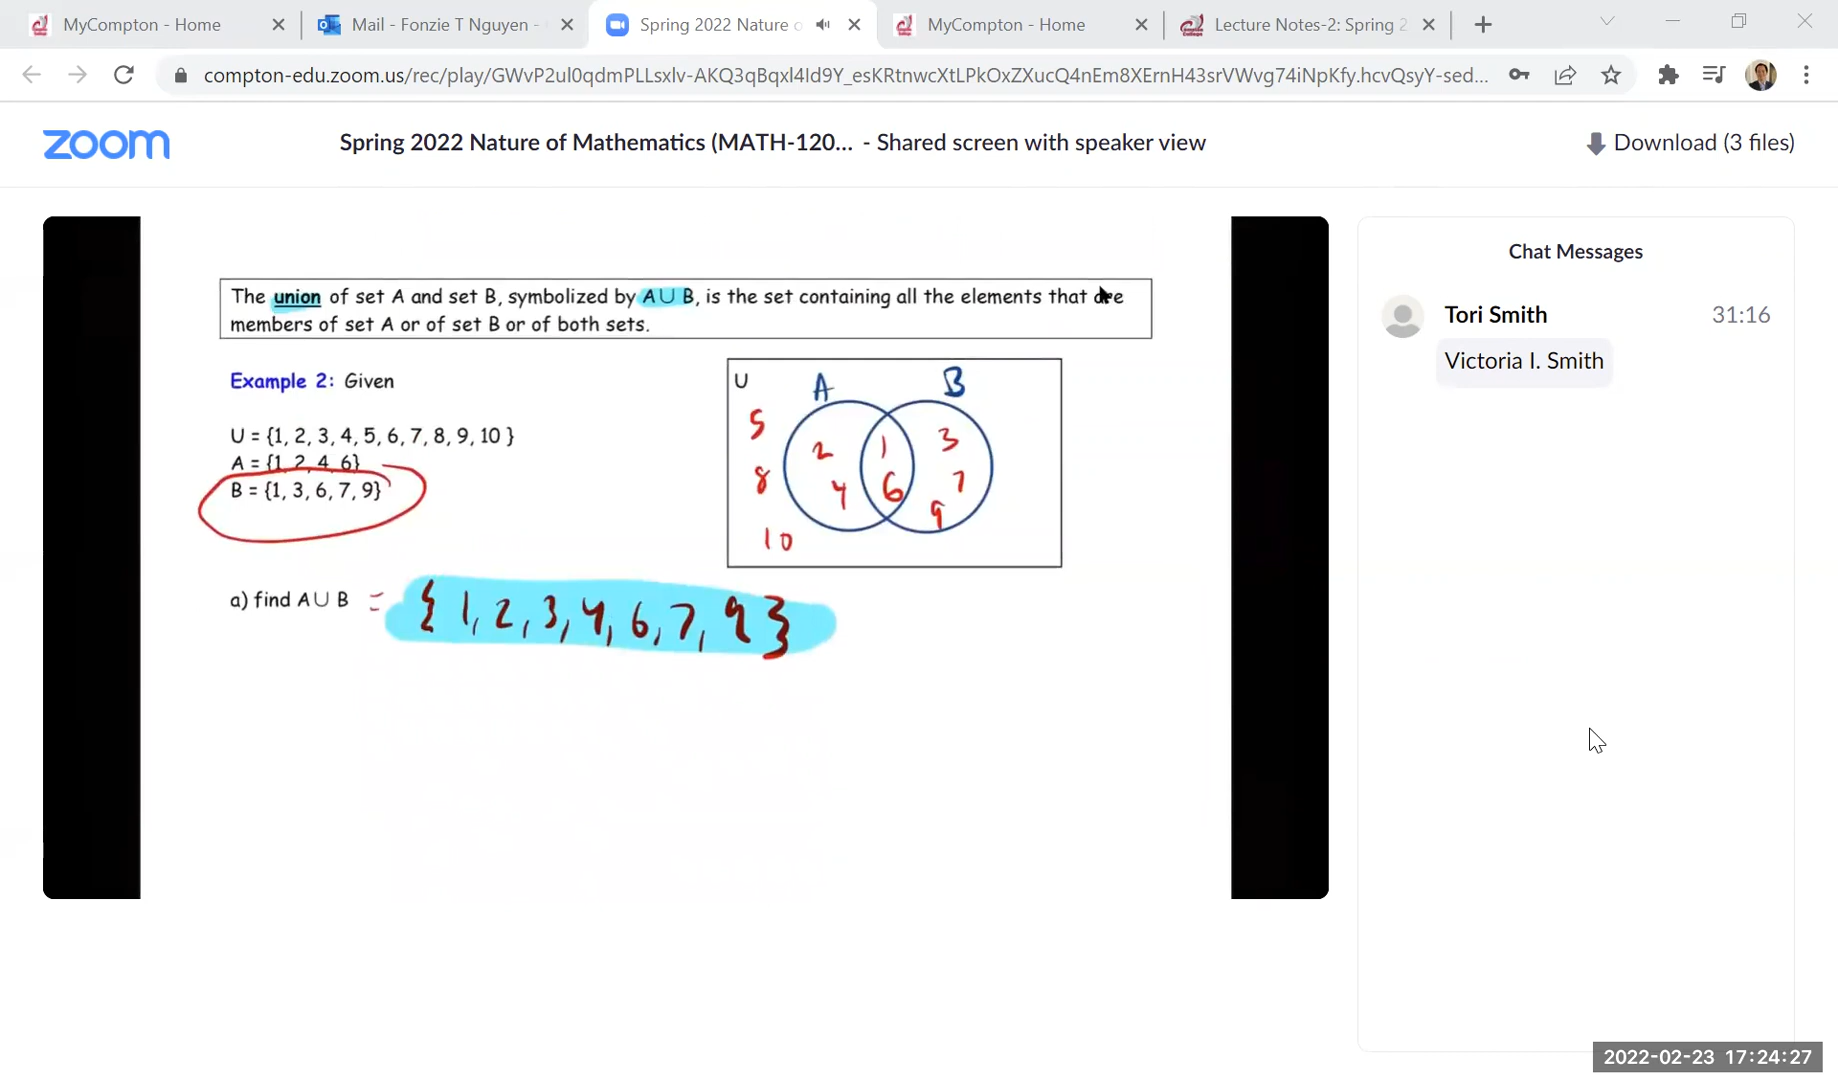 MyCompton - Home
Mail - Fonzie T Nguyen -
Spring 2022 Nature o
MyCompton - Home
Lecture Notes-2: Spring 2
compton-edu.zoom.us/rec/play/GWvP2ul0qdmPLLsxlv-AKQ3qBqxl4Id9Y_esKRtnwcXtLPkOxZXucQ4nEm8XErnH43srVWvg74iNpKfy.hcvQsyY-sed...
zoom
Spring 2022 Nature of Mathematics (MATH-120... - Shared screen with speaker view
Download (3 files)
The union of set A and set B, symbolized by A∪B, is the set containing all the elements that are
members of set A or of set B or of both sets.
Example 2: Given
U = {1, 2, 3, 4, 5, 6, 7, 8, 9, 10 }
A = {1, 2, 4, 6}
B = {1, 3, 6, 7, 9}
U A B
5 2 1 3
8 4 6 7
9
10
a) find A∪B = { 1, 2, 3, 4, 6, 7, 9 }
Chat Messages
Tori Smith 31:16
Victoria I. Smith
2022-02-23 17:24:27